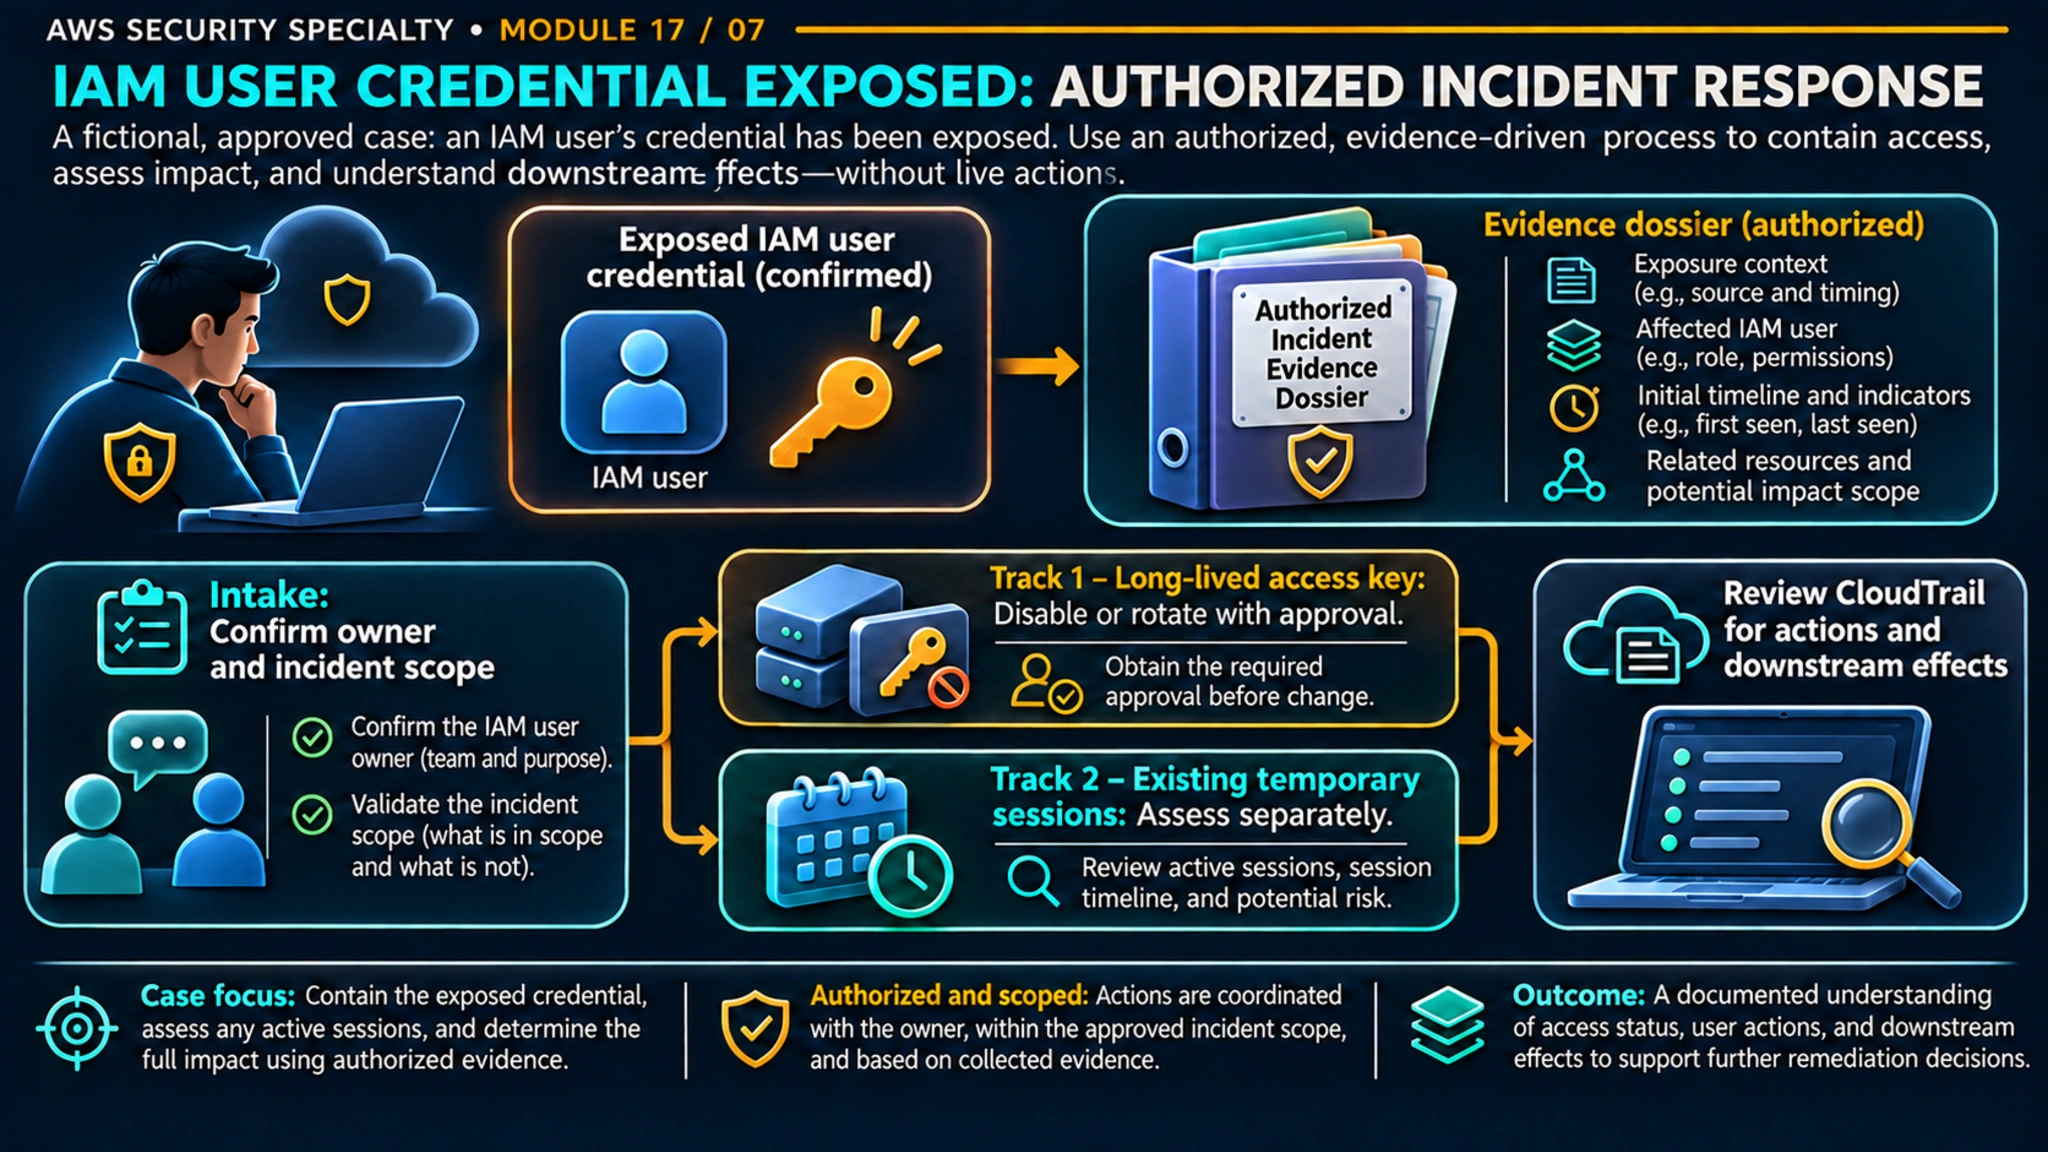 AWS SECURITY SPECIALTY • MODULE 17 / 07
IAM USER CREDENTIAL EXPOSED: AUTHORIZED INCIDENT RESPONSE
A fictional, approved case: an IAM user's credential has been exposed. Use an authorized, evidence-driven process to contain access,
assess impact, and understand downstream ffects—without live actions.
Exposed IAM user
credential (confirmed)
IAM user
Authorized
Incident
Evidence
Dossier
Evidence dossier (authorized)
Exposure context
(e.g., source and timing)
Affected IAM user
(e.g., role, permissions)
Initial timeline and indicators
(e.g., first seen, last seen)
Related resources and
potential impact scope
Intake:
Confirm owner
and incident scope
Confirm the IAM user
owner (team and purpose).
Validate the incident
scope (what is in scope
and what is not).
Track 1 – Long-lived access key:
Disable or rotate with approval.
Obtain the required
approval before change.
Track 2 – Existing temporary
sessions: Assess separately.
Review active sessions, session
timeline, and potential risk.
Review CloudTrail
for actions and
downstream effects
Case focus: Contain the exposed credential,
assess any active sessions, and determine the
full impact using authorized evidence.
Authorized and scoped: Actions are coordinated
with the owner, within the approved incident scope,
and based on collected evidence.
Outcome: A documented understanding
of access status, user actions, and downstream
effects to support further remediation decisions.